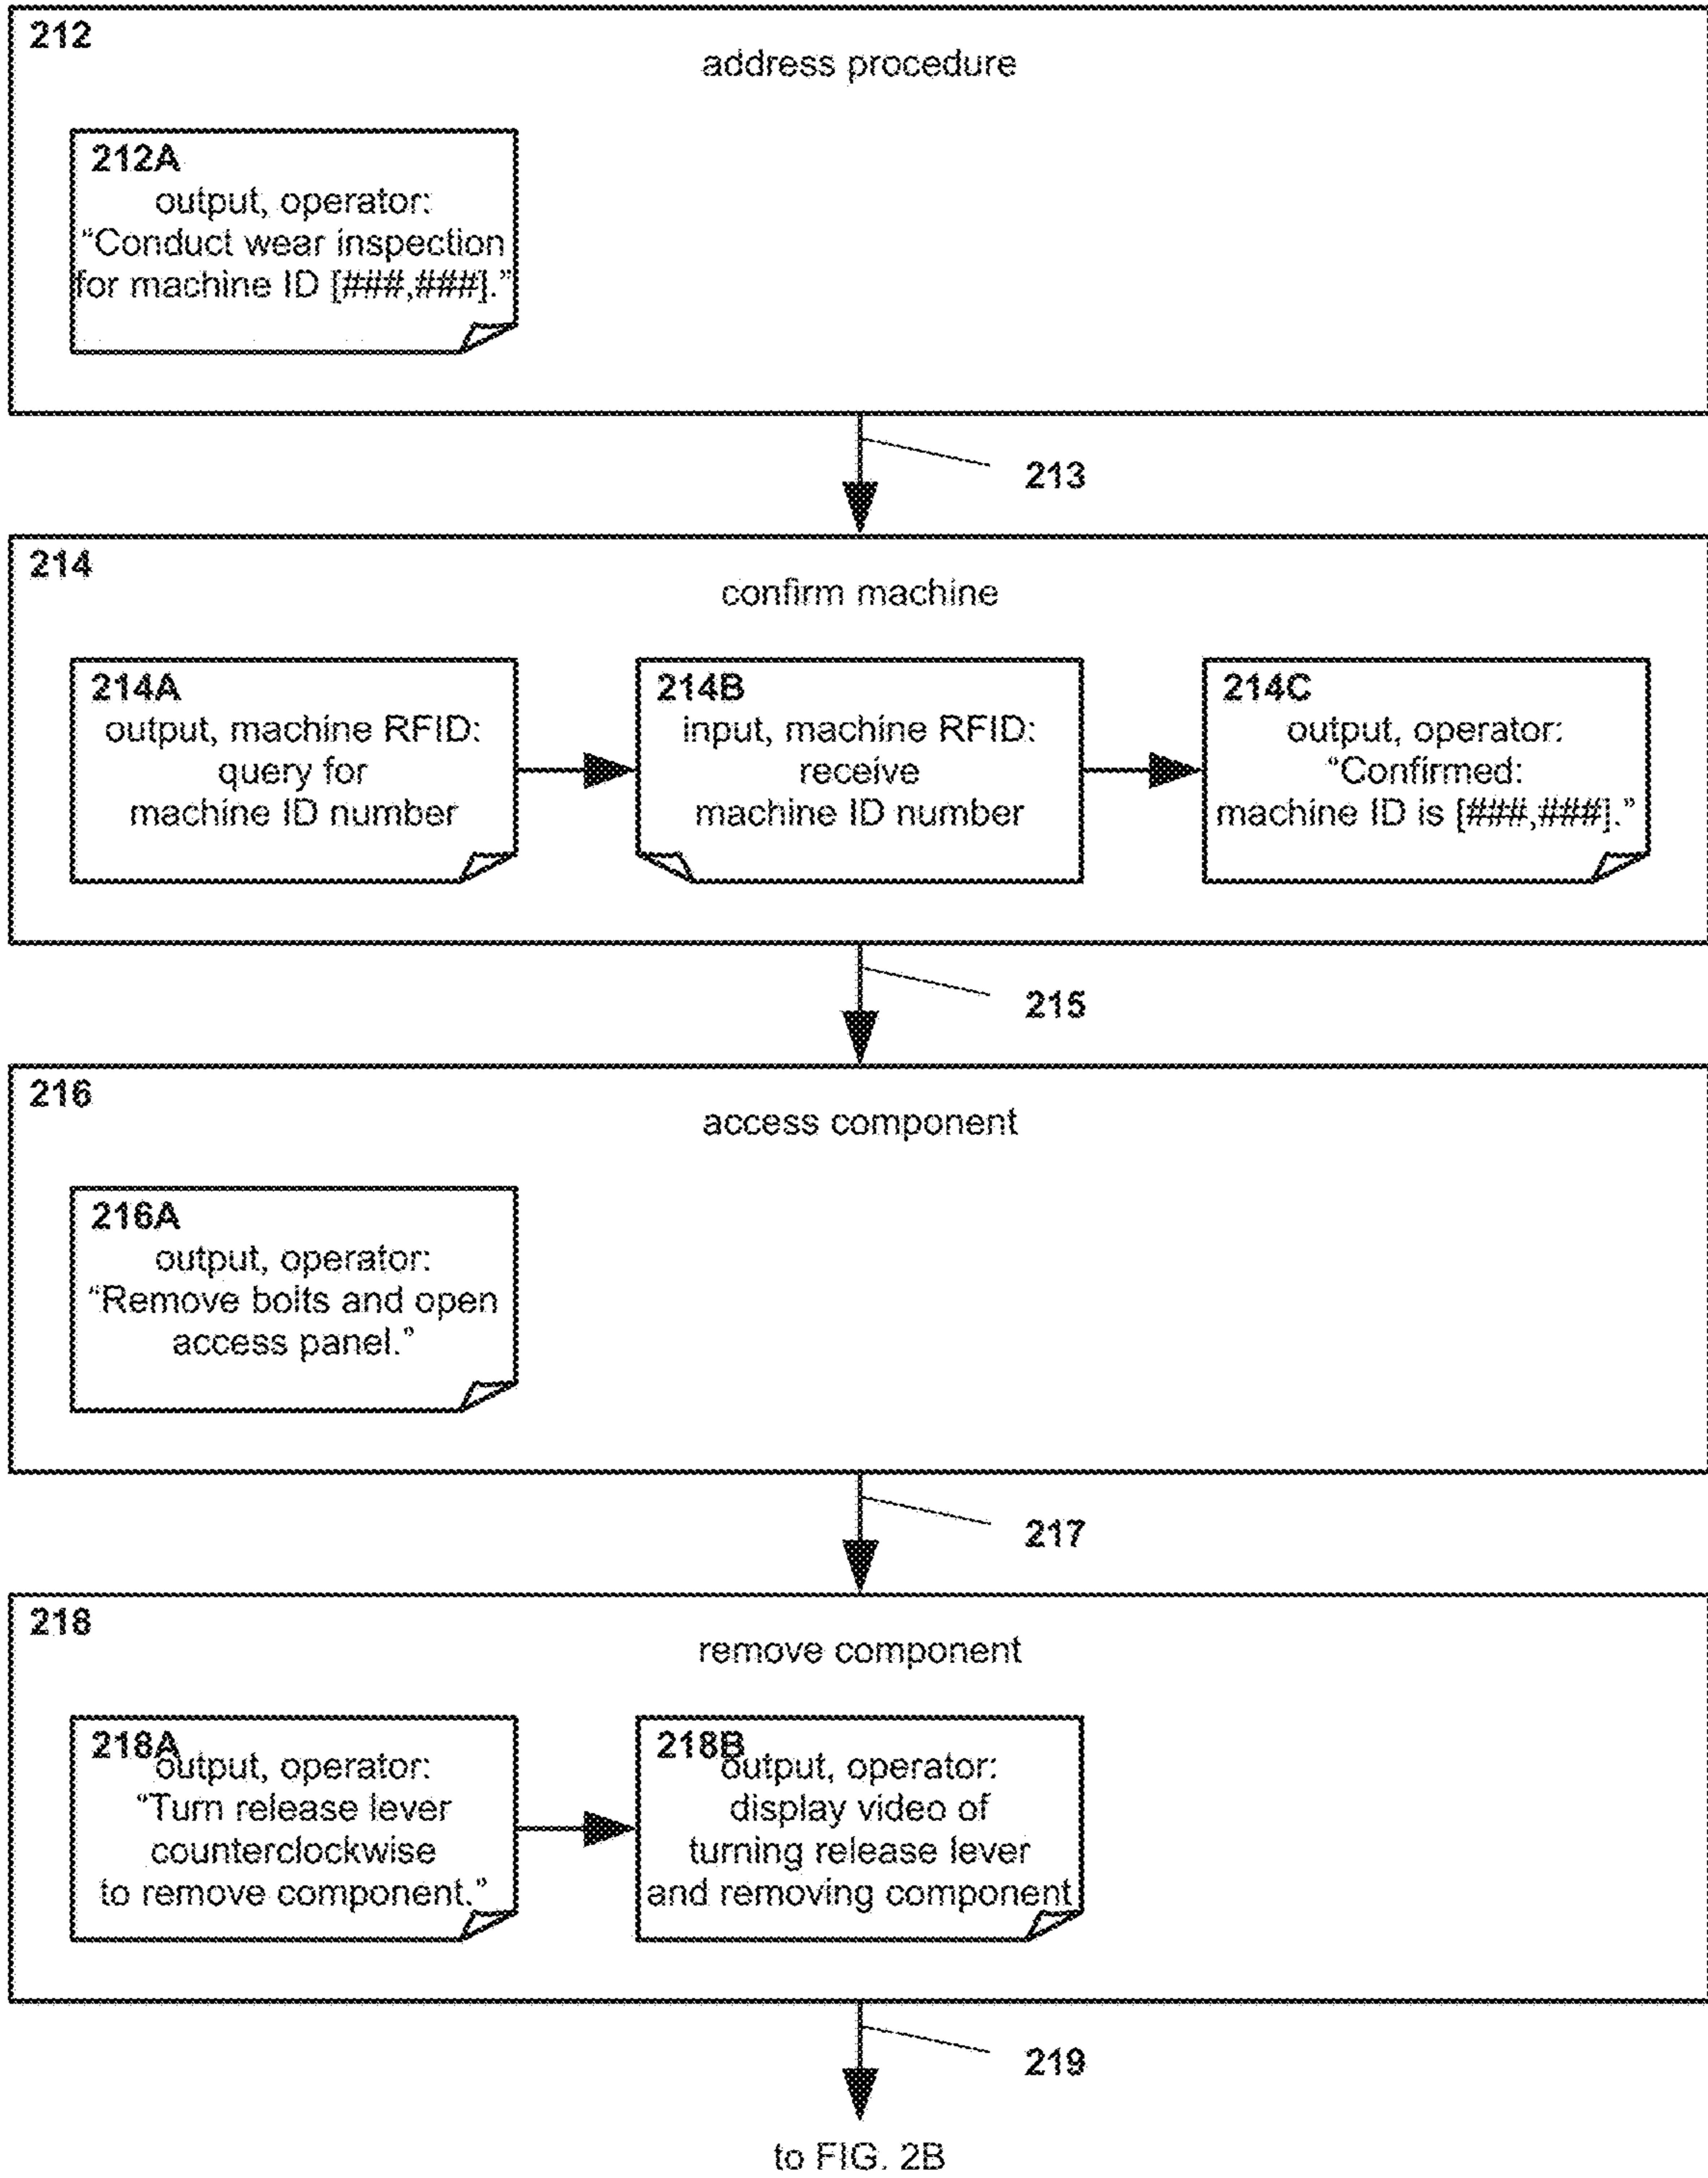 212
address procedure
212A
output, operator:
“Conduct wear inspection
for machine ID [###,###].”
213
214
confirm machine
214A
output, machine RFID:
query for
machine ID number
214B
input, machine RFID:
receive
machine ID number
214C
output, operator:
“Confirmed:
machine ID is [###,###].”
215
216
access component
216A
output, operator:
“Remove bolts and open
access panel.”
217
218
remove component
218A
output, operator:
“Turn release lever
counterclockwise
to remove component.”
218B
output, operator:
display video of
turning release lever
and removing component
219
to FIG. 2B